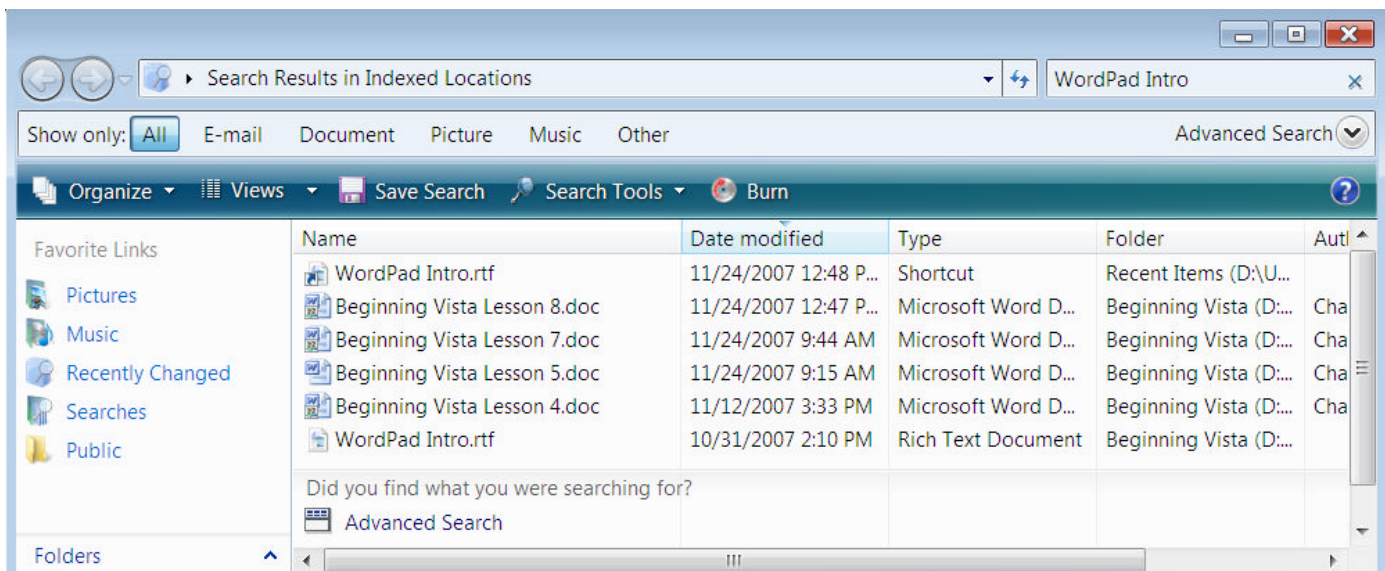 Search Results in Indexed Locations WordPad Intro
Show only: All E-mail Document Picture Music Other Advanced Search
Organize Views Save Search Search Tools Burn ?
Favorite Links
Pictures
Music
Recently Changed
Searches
Public
Folders
Name Date modified Type Folder Autl
WordPad Intro.rtf 11/24/2007 12:48 P... Shortcut Recent Items (D:\U...
Beginning Vista Lesson 8.doc 11/24/2007 12:47 P... Microsoft Word D... Beginning Vista (D:... Cha
Beginning Vista Lesson 7.doc 11/24/2007 9:44 AM Microsoft Word D... Beginning Vista (D:... Cha
Beginning Vista Lesson 5.doc 11/24/2007 9:15 AM Microsoft Word D... Beginning Vista (D:... Cha
Beginning Vista Lesson 4.doc 11/12/2007 3:33 PM Microsoft Word D... Beginning Vista (D:... Cha
WordPad Intro.rtf 10/31/2007 2:10 PM Rich Text Document Beginning Vista (D:...
Did you find what you were searching for?
Advanced Search